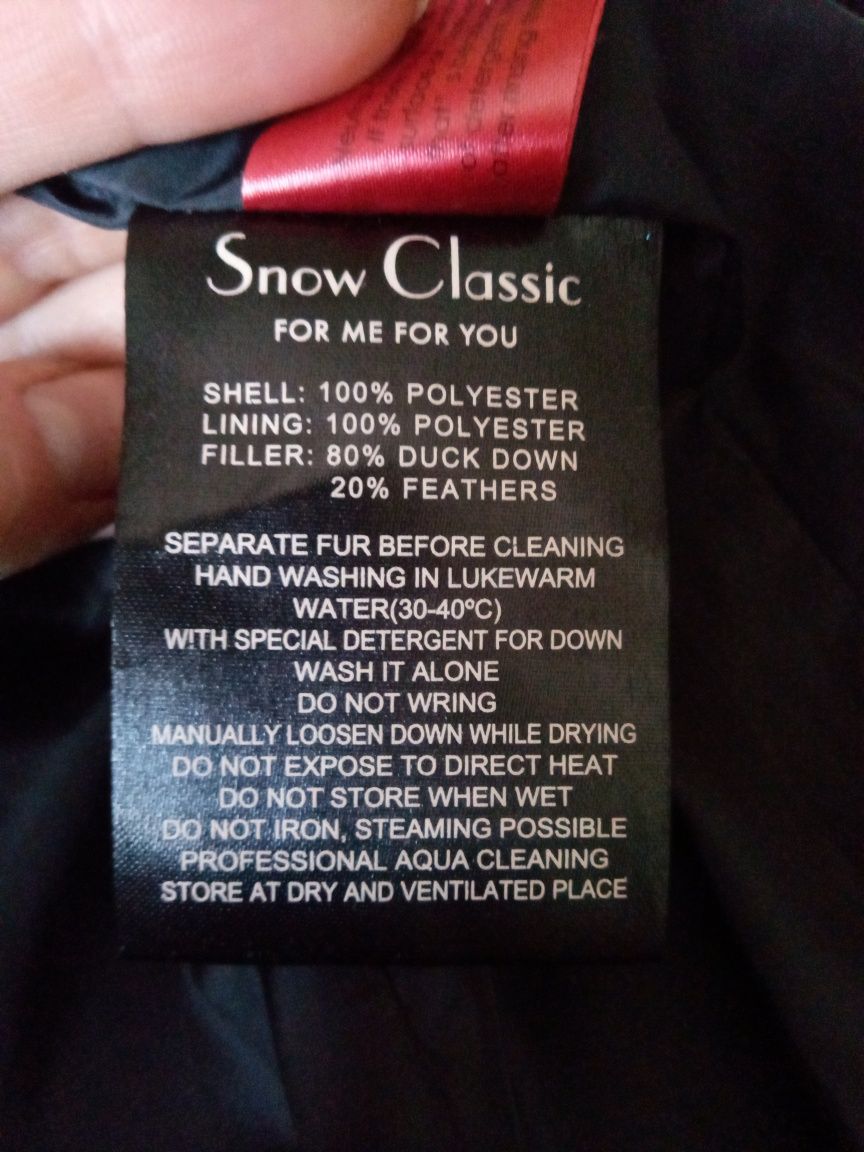 Snow Classic
FOR ME FOR YOU
SHELL: 100% POLYESTER
LINING: 100% POLYESTER
FILLER: 80% DUCK DOWN
20% FEATHERS
SEPARATE FUR BEFORE CLEANING
HAND WASHING IN LUKEWARM
WATER(30-40ºC)
WITH SPECIAL DETERGENT FOR DOWN
WASH IT ALONE
DO NOT WRING
MANUALLY LOOSEN DOWN WHILE DRYING
DO NOT EXPOSE TO DIRECT HEAT
DO NOT STORE WHEN WET
DO NOT IRON, STEAMING POSSIBLE
PROFESSIONAL AQUA CLEANING
STORE AT DRY AND VENTILATED PLACE